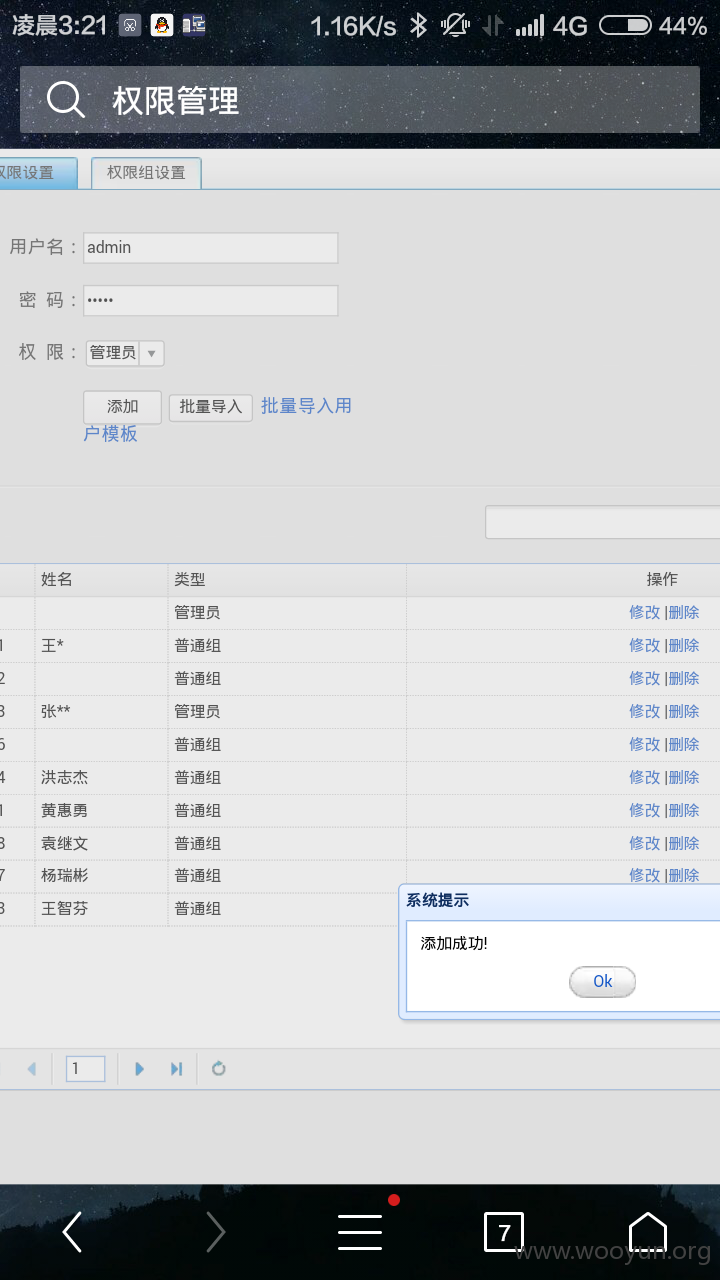 凌晨3:21 1.16K/s 4G 44%
权限管理
权限设置 权限组设置
用户名： admin
密 码： •••••
权 限： 管理员
添加 批量导入 批量导入用
户模板
姓名 类型 操作
管理员 修改 |删除
1 王* 普通组 修改 |删除
2 普通组 修改 |删除
3 张** 管理员 修改 |删除
6 普通组 修改 |删除
4 洪志杰 普通组 修改 |删除
1 黄惠勇 普通组 修改 |删除
3 袁继文 普通组 修改 |删除
7 杨瑞彬 普通组 修改 |删除
3 王智芬 普通组
系统提示
添加成功!
Ok
1
7
www.wooyun.org